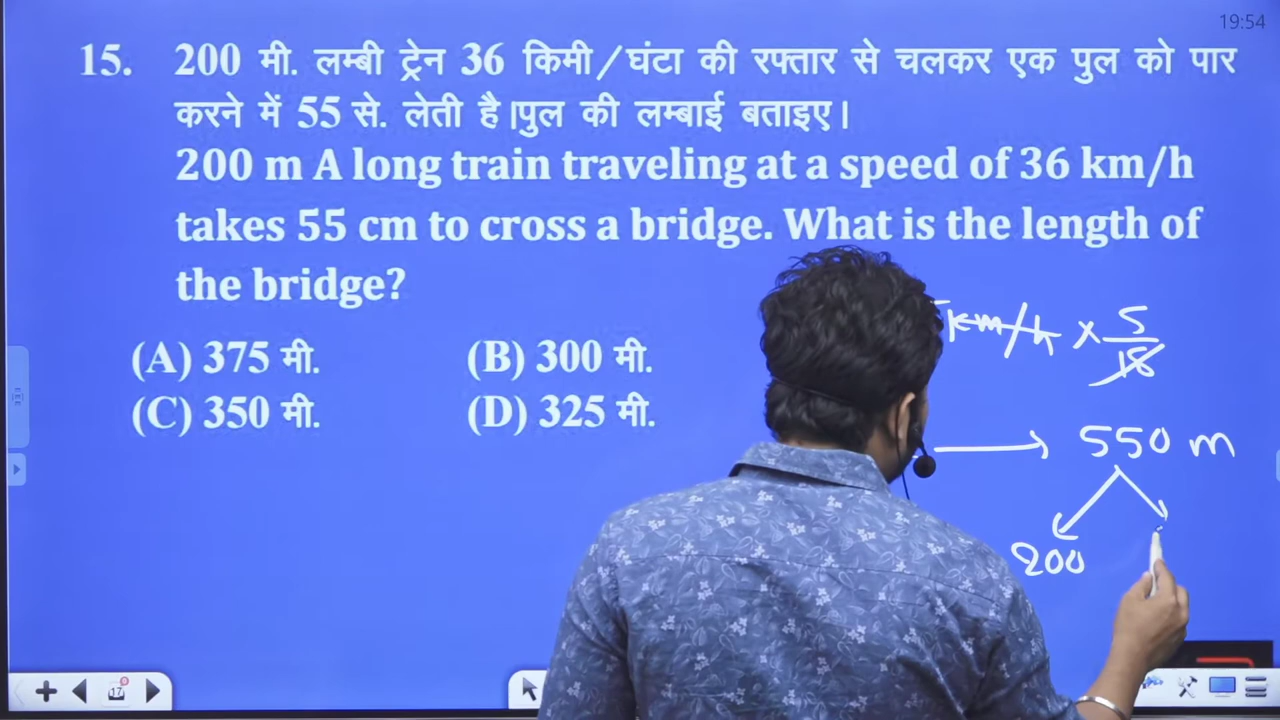 19:54
15. 200 मी. लम्बी ट्रेन 36 किमी/घंटा की रफ्तार से चलकर एक पुल को पार
करने में 55 से. लेती है।पुल की लम्बाई बताइए।
200 m A long train traveling at a speed of 36 km/h
takes 55 cm to cross a bridge. What is the length of
the bridge?
(A) 375 मी. (B) 300 मी.
(C) 350 मी. (D) 325 मी.
km/h × 5/18
→ 550 m
200
17